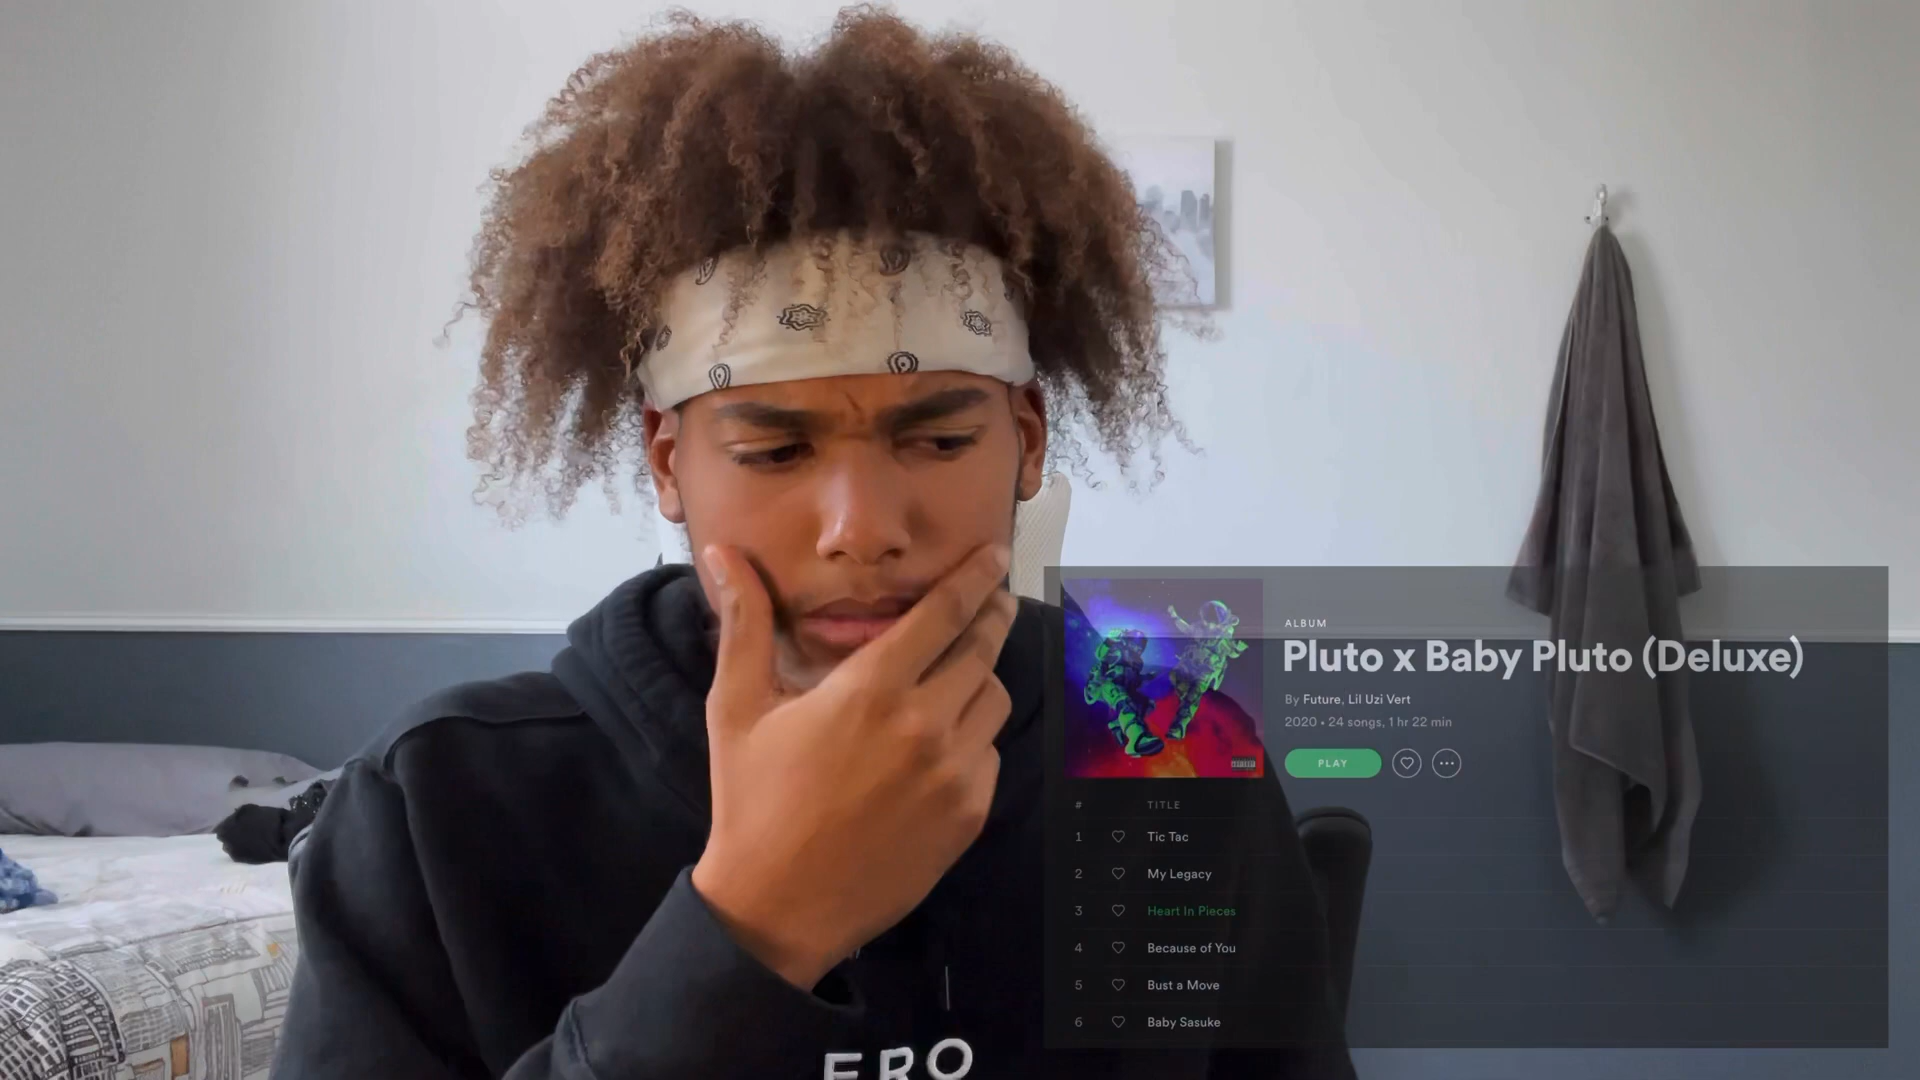 ALBUM
Pluto x Baby Pluto (Deluxe)
By Future, Lil Uzi Vert
2020 • 24 songs, 1 hr 22 min
PLAY
# TITLE
1 Tic Tac
2 My Legacy
3 Heart In Pieces
4 Because of You
5 Bust a Move
6 Baby Sasuke
ERO